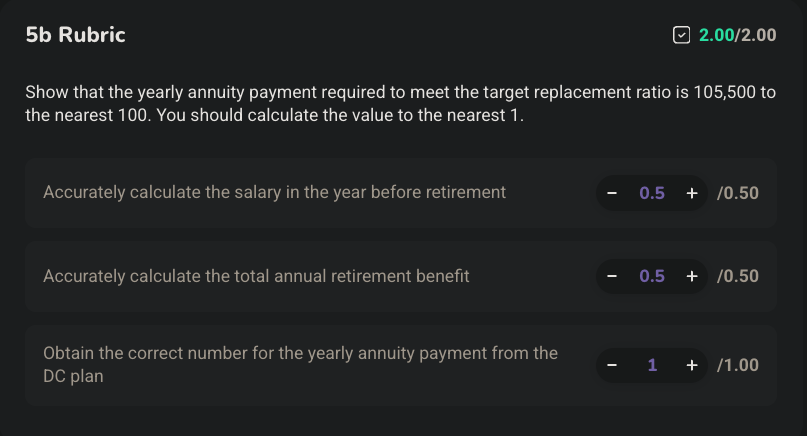 5b Rubric
2.00/2.00
Show that the yearly annuity payment required to meet the target replacement ratio is 105,500 to
the nearest 100. You should calculate the value to the nearest 1.
Accurately calculate the salary in the year before retirement
− 0.5 + /0.50
Accurately calculate the total annual retirement benefit
− 0.5 + /0.50
Obtain the correct number for the yearly annuity payment from the
DC plan
− 1 + /1.00